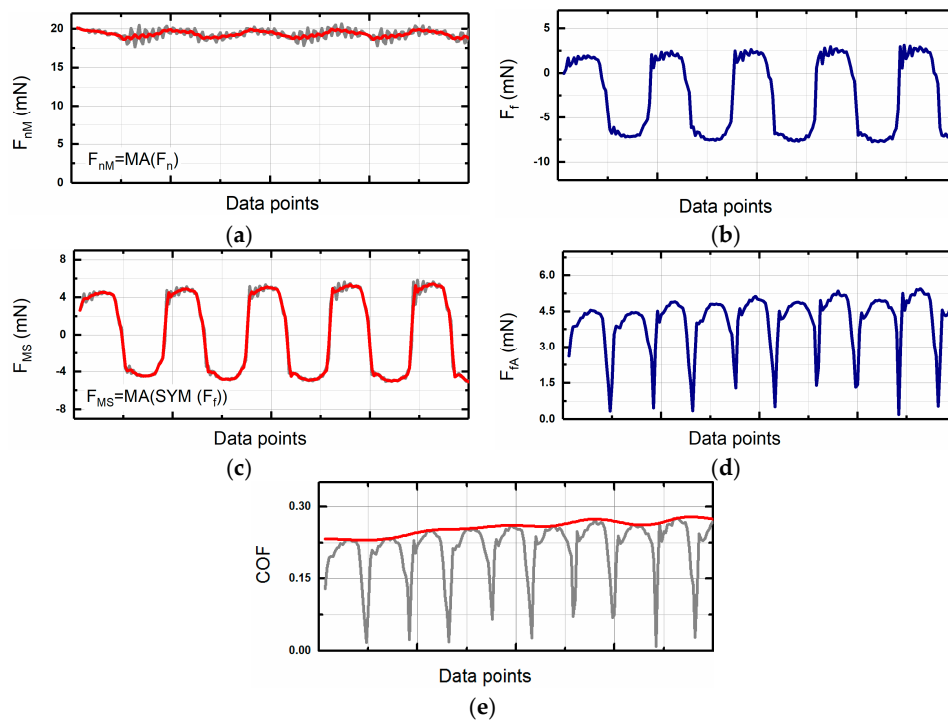 20
15
10
5
0
F_nM (mN)
F_nM=MA(F_n)
Data points
(a)
5
0
-5
-10
F_f (mN)
Data points
(b)
8
4
0
-4
-8
F_MS (mN)
F_MS=MA(SYM (F_f))
Data points
(c)
6.0
4.5
3.0
1.5
0.0
F_fA (mN)
Data points
(d)
0.30
0.15
0.00
COF
Data points
(e)